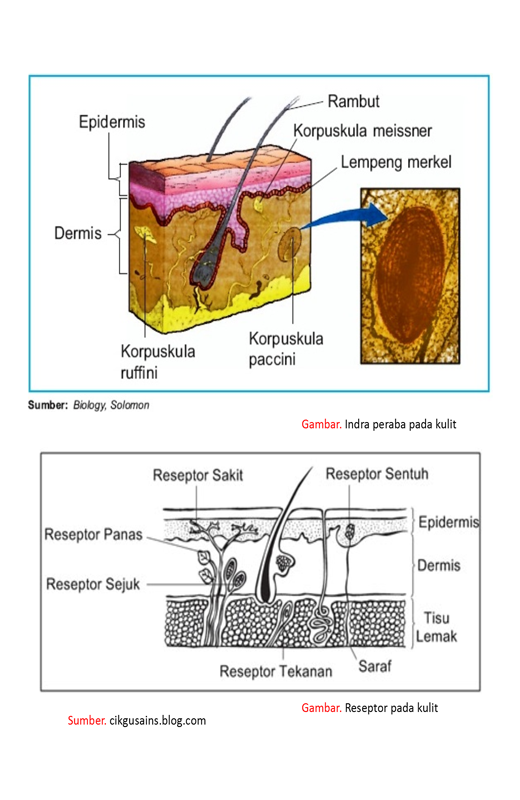 Rambut
Epidermis
Korpuskula meissner
Lempeng merkel
Dermis
Korpuskula
ruffini
Korpuskula
paccini
Sumber: Biology, Solomon
Gambar. Indra peraba pada kulit
Reseptor Sakit
Reseptor Sentuh
Epidermis
Reseptor Panas
Dermis
Reseptor Sejuk
Tisu
Lemak
Reseptor Tekanan
Saraf
Gambar. Reseptor pada kulit
Sumber. cikgusains.blog.com